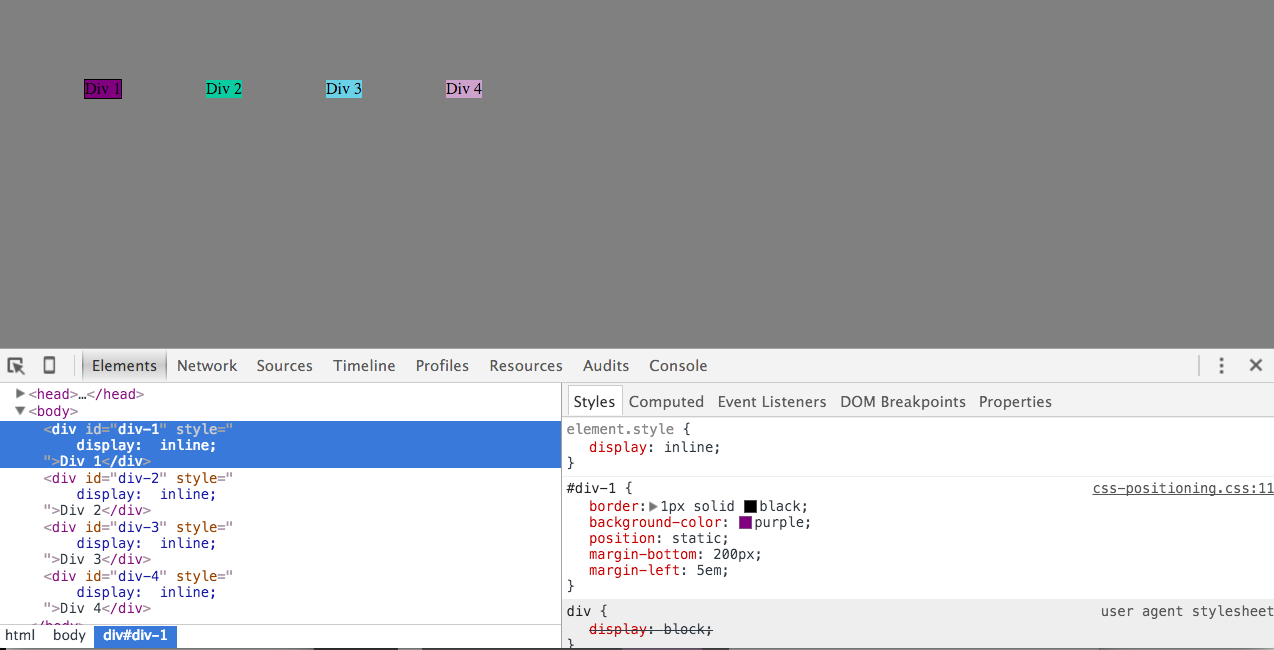 Div 1 Div 2 Div 3 Div 4
Elements Network Sources Timeline Profiles Resources Audits Console
<head>…</head>
<body>
<div id="div-1" style="
display:  inline;
">Div 1</div>
<div id="div-2" style="
display:  inline;
">Div 2</div>
<div id="div-3" style="
display:  inline;
">Div 3</div>
<div id="div-4" style="
display:  inline;
">Div 4</div>
</body>
html body div#div-1
Styles Computed Event Listeners DOM Breakpoints Properties
element.style {
display: inline;
}
#div-1 { css-positioning.css:11
border: 1px solid black;
background-color: purple;
position: static;
margin-bottom: 200px;
margin-left: 5em;
}
div { user agent stylesheet
display: block;
}